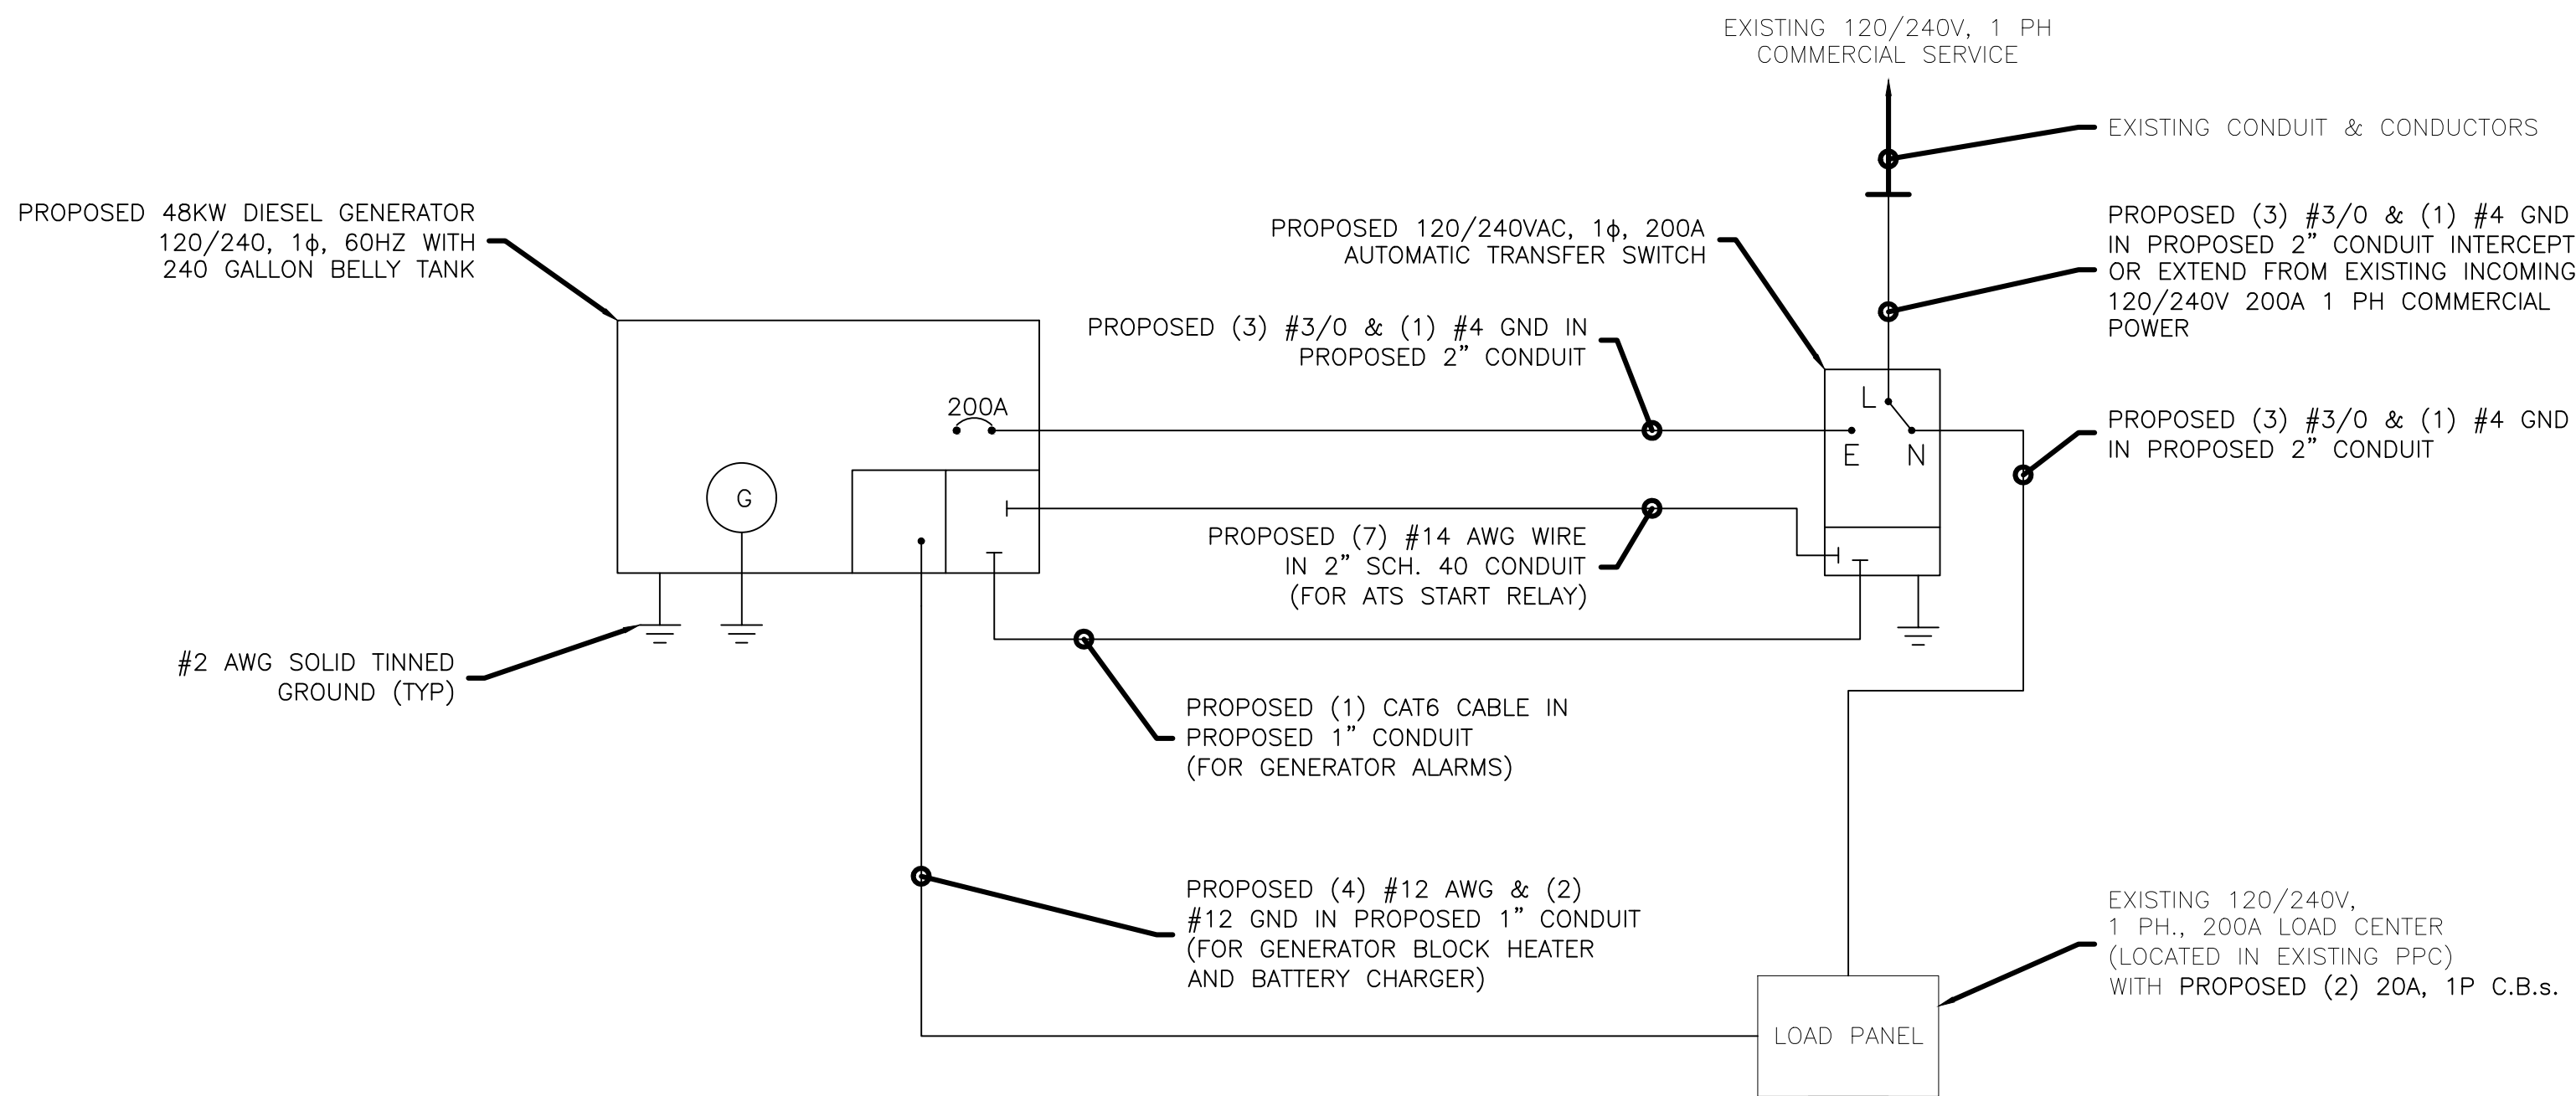 EXISTING 120/240V, 1 PH
COMMERCIAL SERVICE
EXISTING CONDUIT & CONDUCTORS
PROPOSED 48KW DIESEL GENERATOR
120/240, 1ϕ, 60HZ WITH
240 GALLON BELLY TANK
PROPOSED 120/240VAC, 1ϕ, 200A
AUTOMATIC TRANSFER SWITCH
PROPOSED (3) #3/0 & (1) #4 GND
IN PROPOSED 2” CONDUIT INTERCEPT
OR EXTEND FROM EXISTING INCOMING
120/240V 200A 1 PH COMMERCIAL
POWER
PROPOSED (3) #3/0 & (1) #4 GND IN
PROPOSED 2” CONDUIT
200A
L
E
N
PROPOSED (3) #3/0 & (1) #4 GND
IN PROPOSED 2” CONDUIT
G
PROPOSED (7) #14 AWG WIRE
IN 2” SCH. 40 CONDUIT
(FOR ATS START RELAY)
#2 AWG SOLID TINNED
GROUND (TYP)
PROPOSED (1) CAT6 CABLE IN
PROPOSED 1” CONDUIT
(FOR GENERATOR ALARMS)
PROPOSED (4) #12 AWG & (2)
#12 GND IN PROPOSED 1” CONDUIT
(FOR GENERATOR BLOCK HEATER
AND BATTERY CHARGER)
EXISTING 120/240V,
1 PH., 200A LOAD CENTER
(LOCATED IN EXISTING PPC)
WITH PROPOSED (2) 20A, 1P C.B.s.
LOAD PANEL